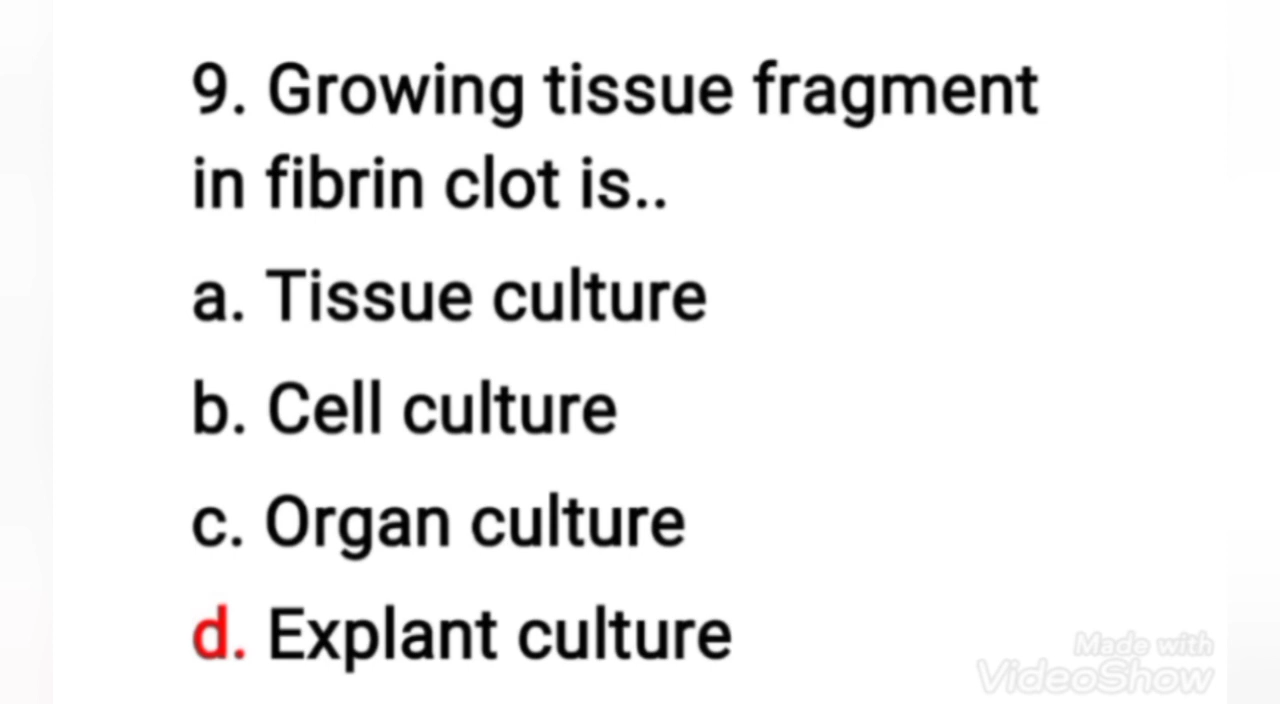 9. Growing tissue fragment
in fibrin clot is..
a. Tissue culture
b. Cell culture
c. Organ culture
d. Explant culture
Made with
VideoShow